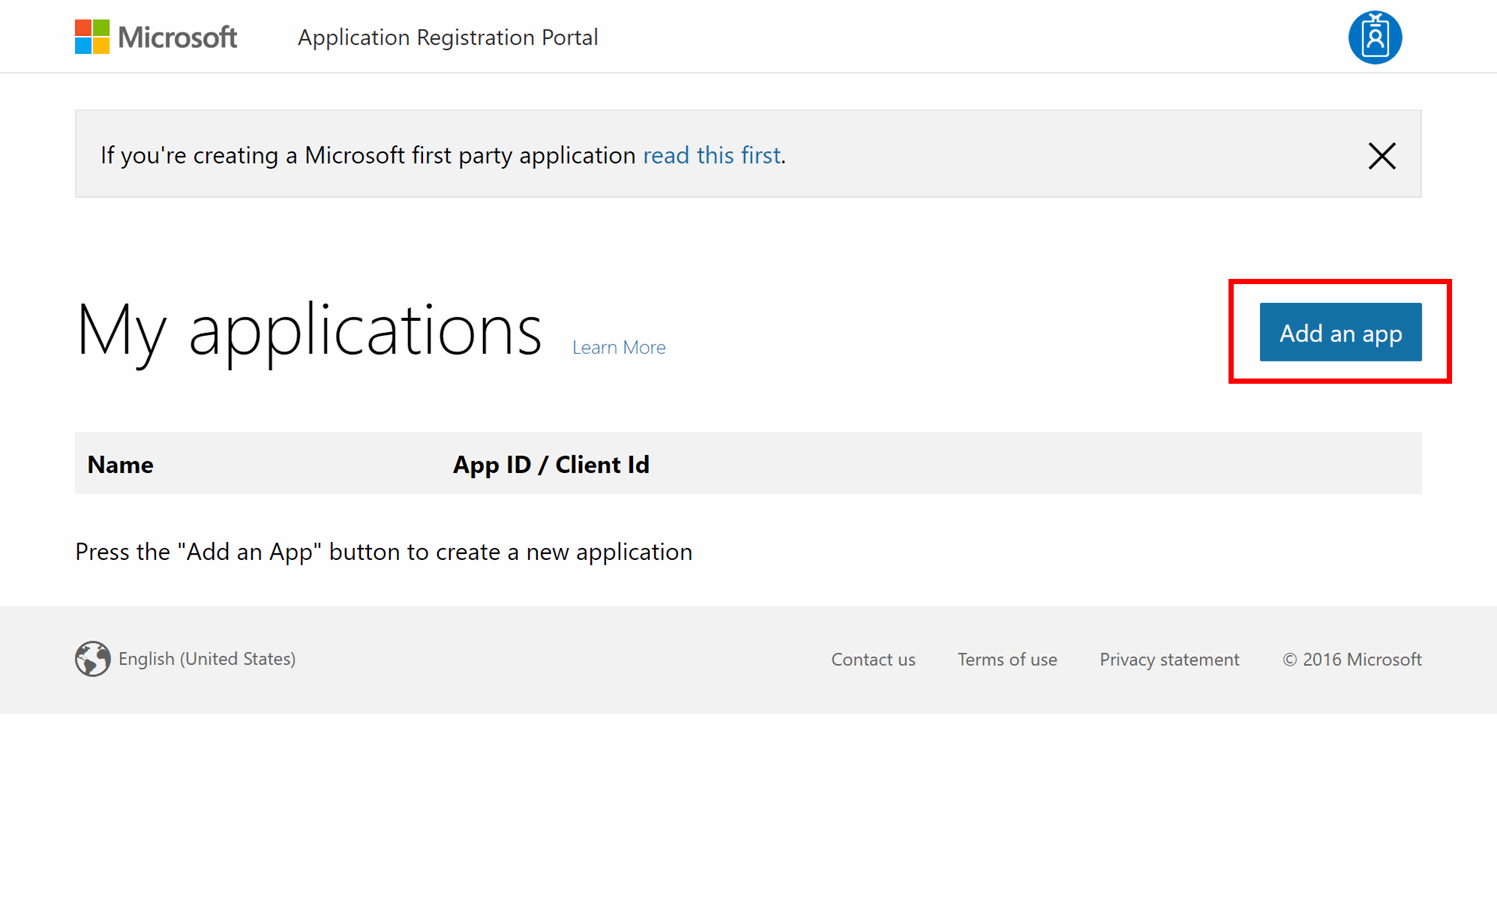 Microsoft Application Registration Portal
If you're creating a Microsoft first party application read this first.
My applications Learn More Add an app
Name App ID / Client Id
Press the "Add an App" button to create a new application
English (United States) Contact us Terms of use Privacy statement © 2016 Microsoft